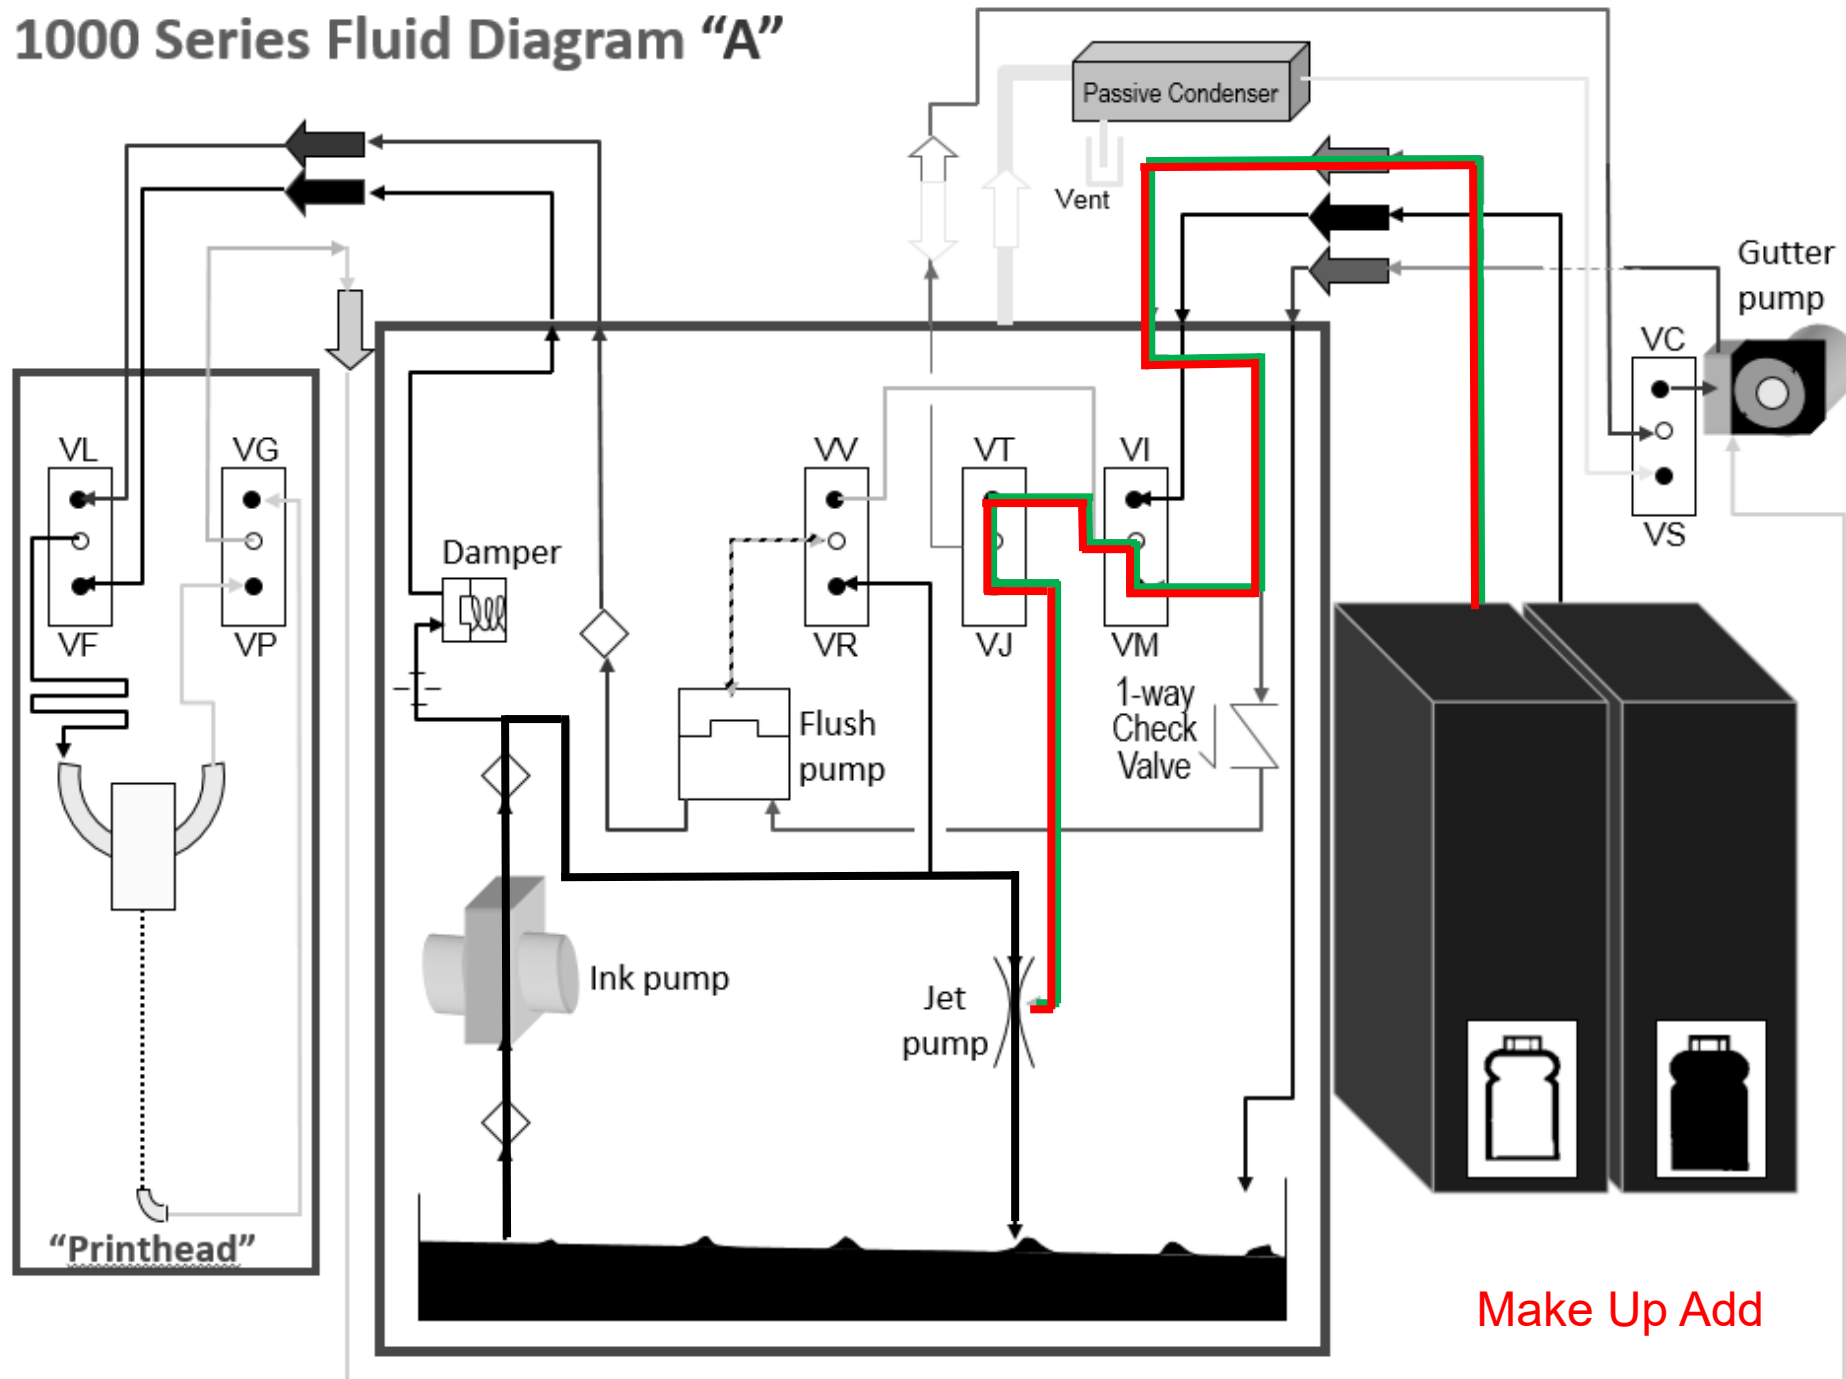 1000 Series Fluid Diagram “A”
Passive Condenser
Vent
Gutter
pump
VC
VS
VL
VG
VV
VT
VI
Damper
VF
VP
VR
VJ
VM
1-way
Check
Valve
Flush
pump
Ink pump
Jet
pump
“Printhead”
Make Up Add